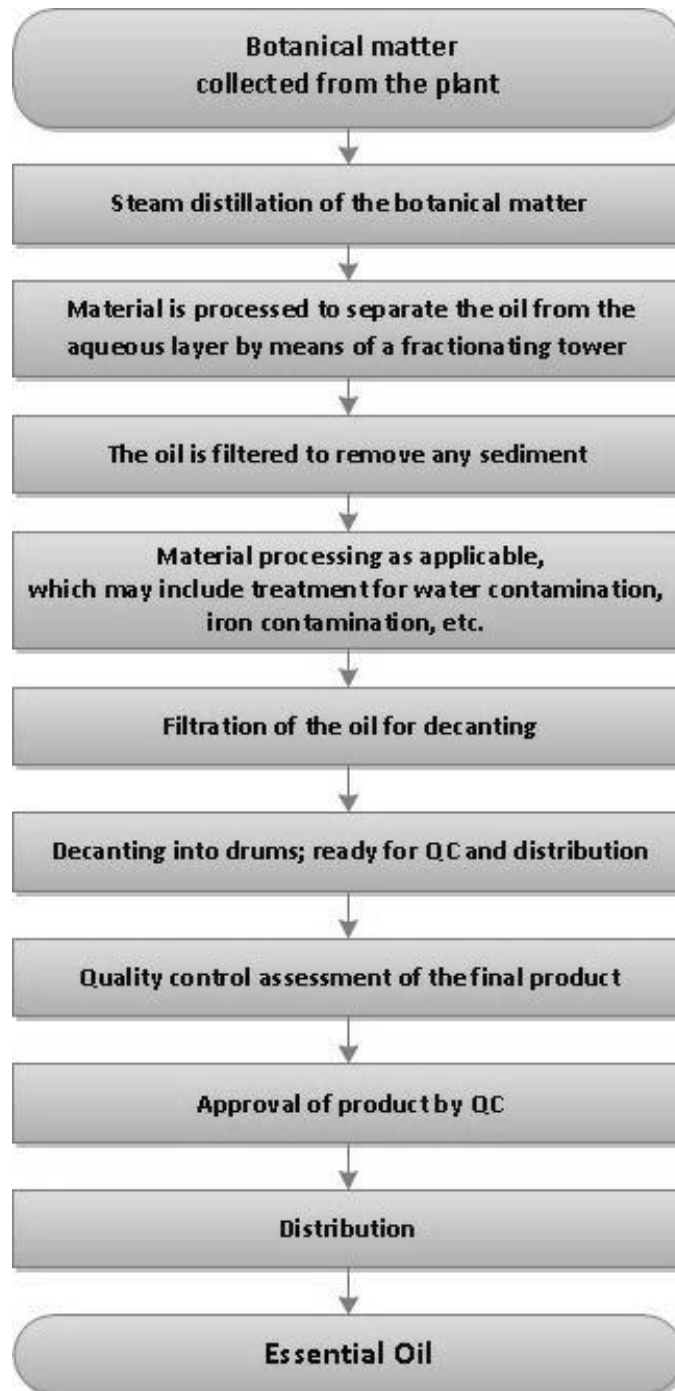 Botanical matter
collected from the plant
Steam distillation of the botanical matter
Material is processed to separate the oil from the
aqueous layer by means of a fractionating tower
The oil is filtered to remove any sediment
Material processing as applicable,
which may include treatment for water contamination,
iron contamination, etc.
Filtration of the oil for decanting
Decanting into drums; ready for QC and distribution
Quality control assessment of the final product
Approval of product by QC
Distribution
Essential Oil